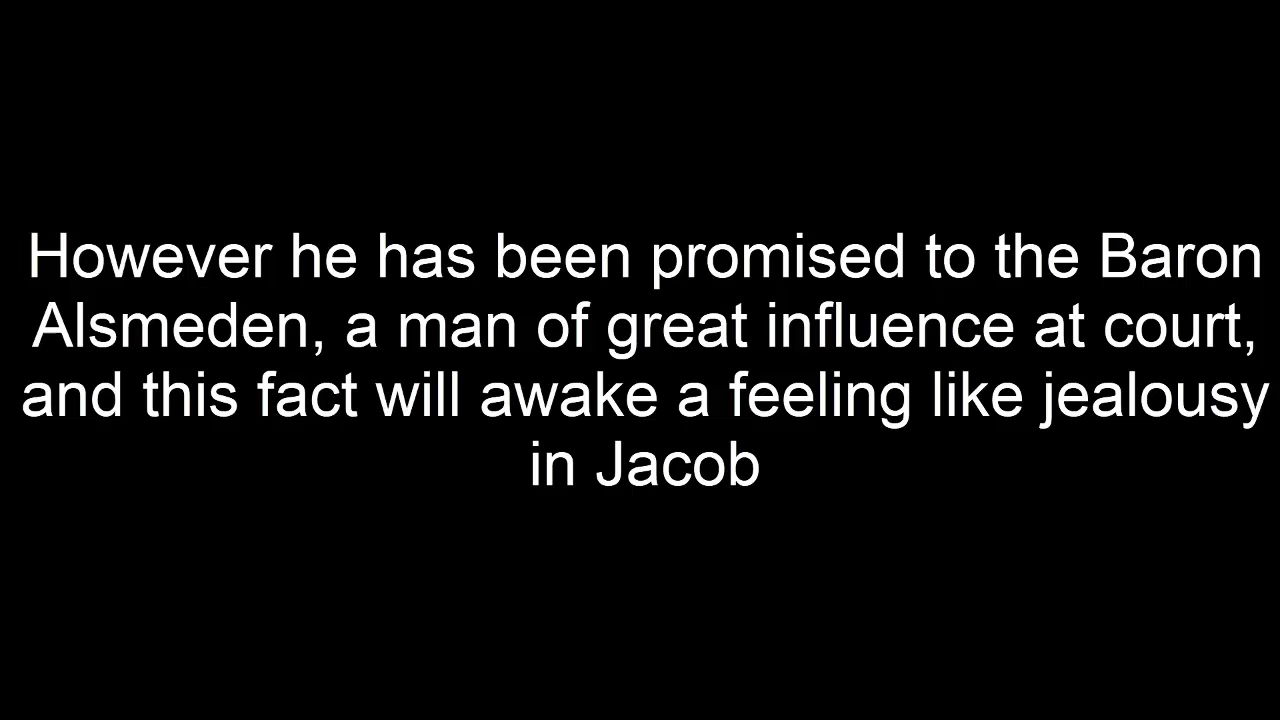 However he has been promised to the Baron
Alsmeden, a man of great influence at court,
and this fact will awake a feeling like jealousy
in Jacob